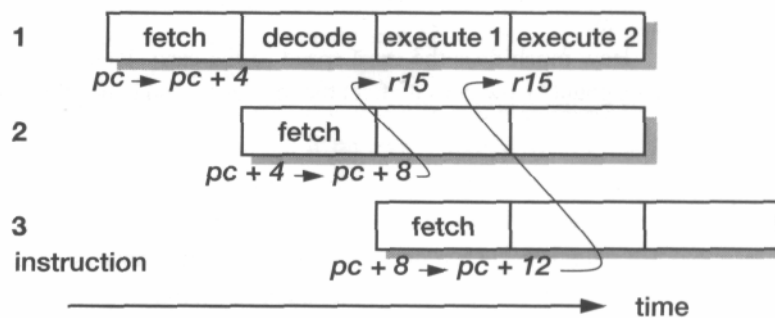 1 fetch decode execute 1 execute 2
pc → pc + 4 r15 r15
2 fetch
pc + 4 → pc + 8
3 fetch
instruction pc + 8 → pc + 12
time